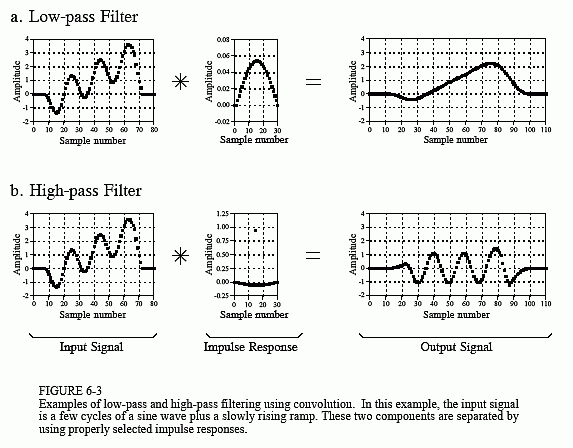 a. Low-pass Filter
4
3
2
1
0
-1
-2
0 10 20 30 40 50 60 70 80
Sample number
Amplitude
0.08
0.06
0.04
0.02
0.00
-0.02
0 10 20 30
Sample number
Amplitude
4
3
2
1
0
-1
-2
0 10 20 30 40 50 60 70 80 90 100 110
Sample number
Amplitude
b. High-pass Filter
4
3
2
1
0
-1
-2
0 10 20 30 40 50 60 70 80
Sample number
Amplitude
1.25
1.00
0.75
0.50
0.25
0.00
-0.25
0 10 20 30
Sample number
Amplitude
4
3
2
1
0
-1
-2
0 10 20 30 40 50 60 70 80 90 100 110
Sample number
Amplitude
Input Signal
Impulse Response
Output Signal
FIGURE 6-3
Examples of low-pass and high-pass filtering using convolution. In this example, the input signal
is a few cycles of a sine wave plus a slowly rising ramp. These two components are separated by
using properly selected impulse responses.